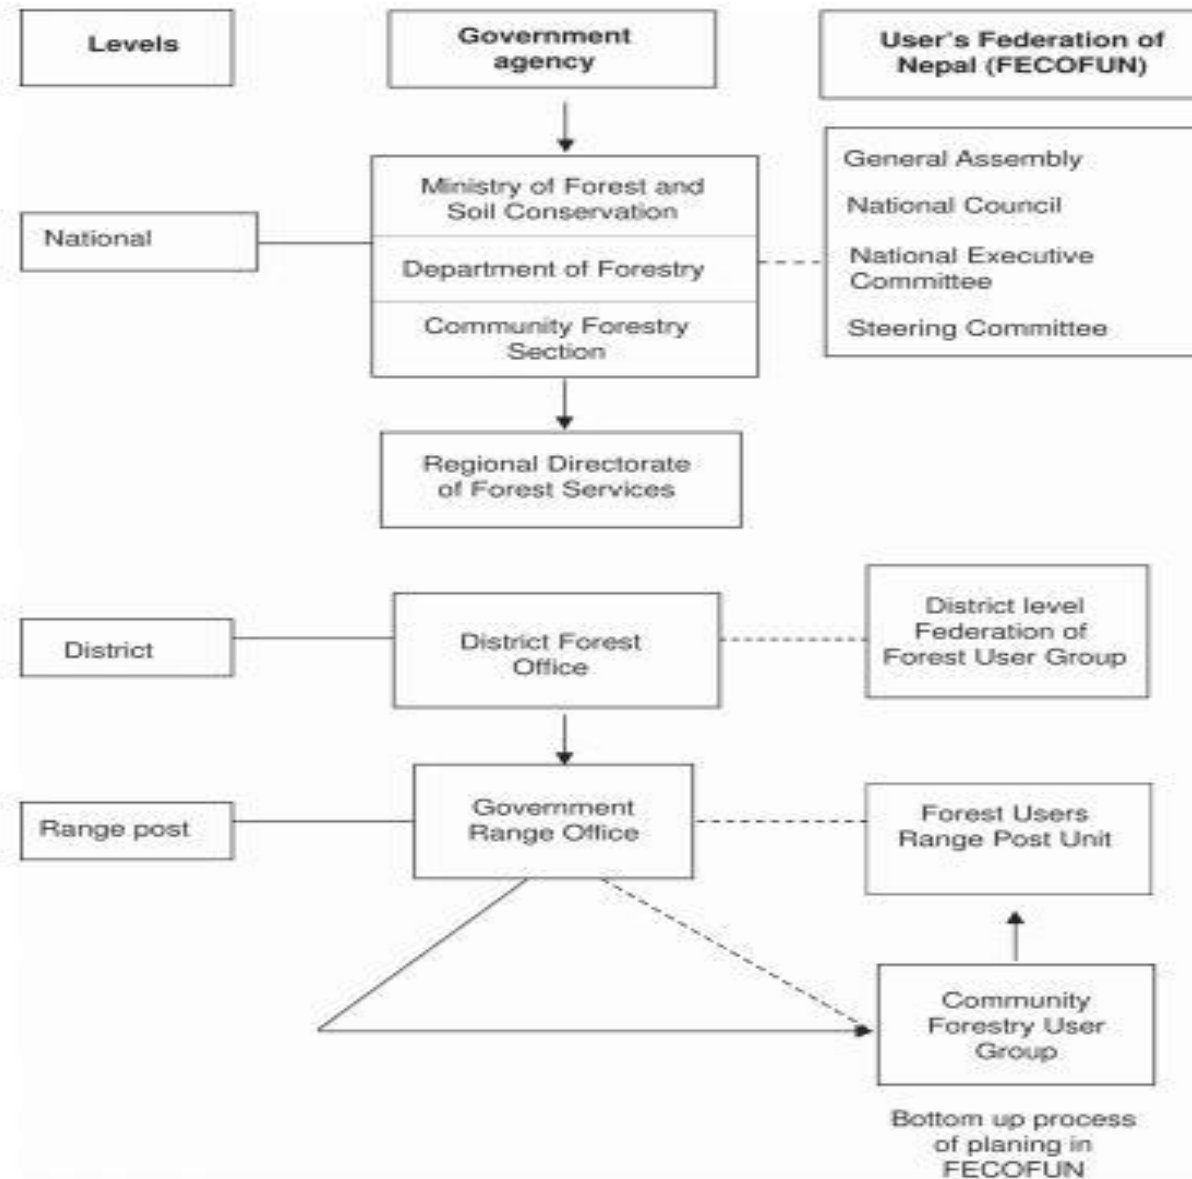 Levels
Government
agency
User's Federation of
Nepal (FECOFUN)
National
Ministry of Forest and
Soil Conservation
Department of Forestry
Community Forestry
Section
General Assembly
National Council
National Executive
Committee
Steering Committee
Regional Directorate
of Forest Services
District
District Forest
Office
District level
Federation of
Forest User Group
Range post
Government
Range Office
Forest Users
Range Post Unit
Community
Forestry User
Group
Bottom up process
of planing in
FECOFUN